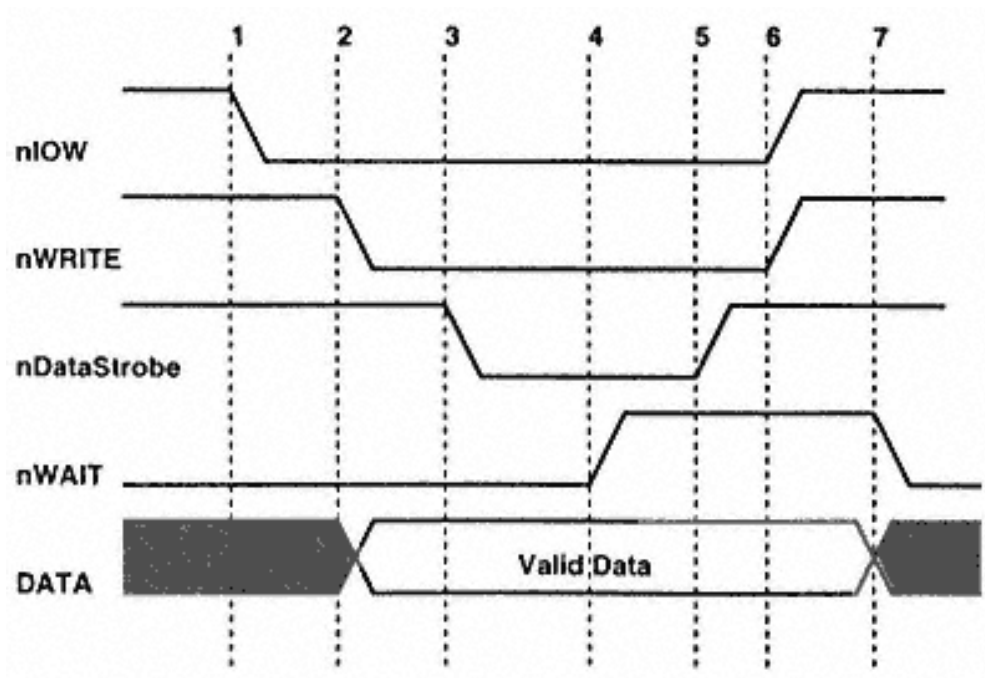 1 2 3 4 5 6 7
nIOW
nWRITE
nDataStrobe
nWAIT
Valid Data
DATA